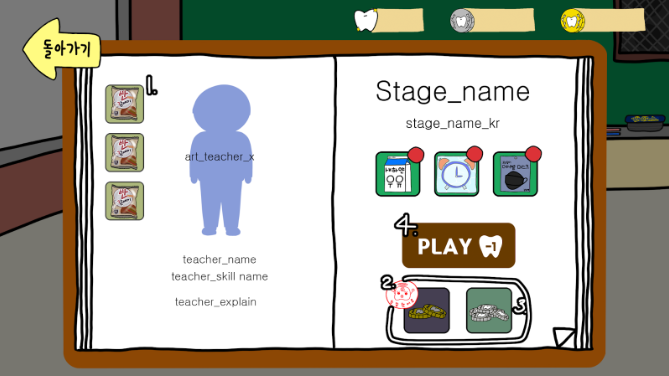 돌아가기
1.
art_teacher_x
teacher_name
teacher_skill name
teacher_explain
Stage_name
stage_name_kr
4.
PLAY -1
2.
3.